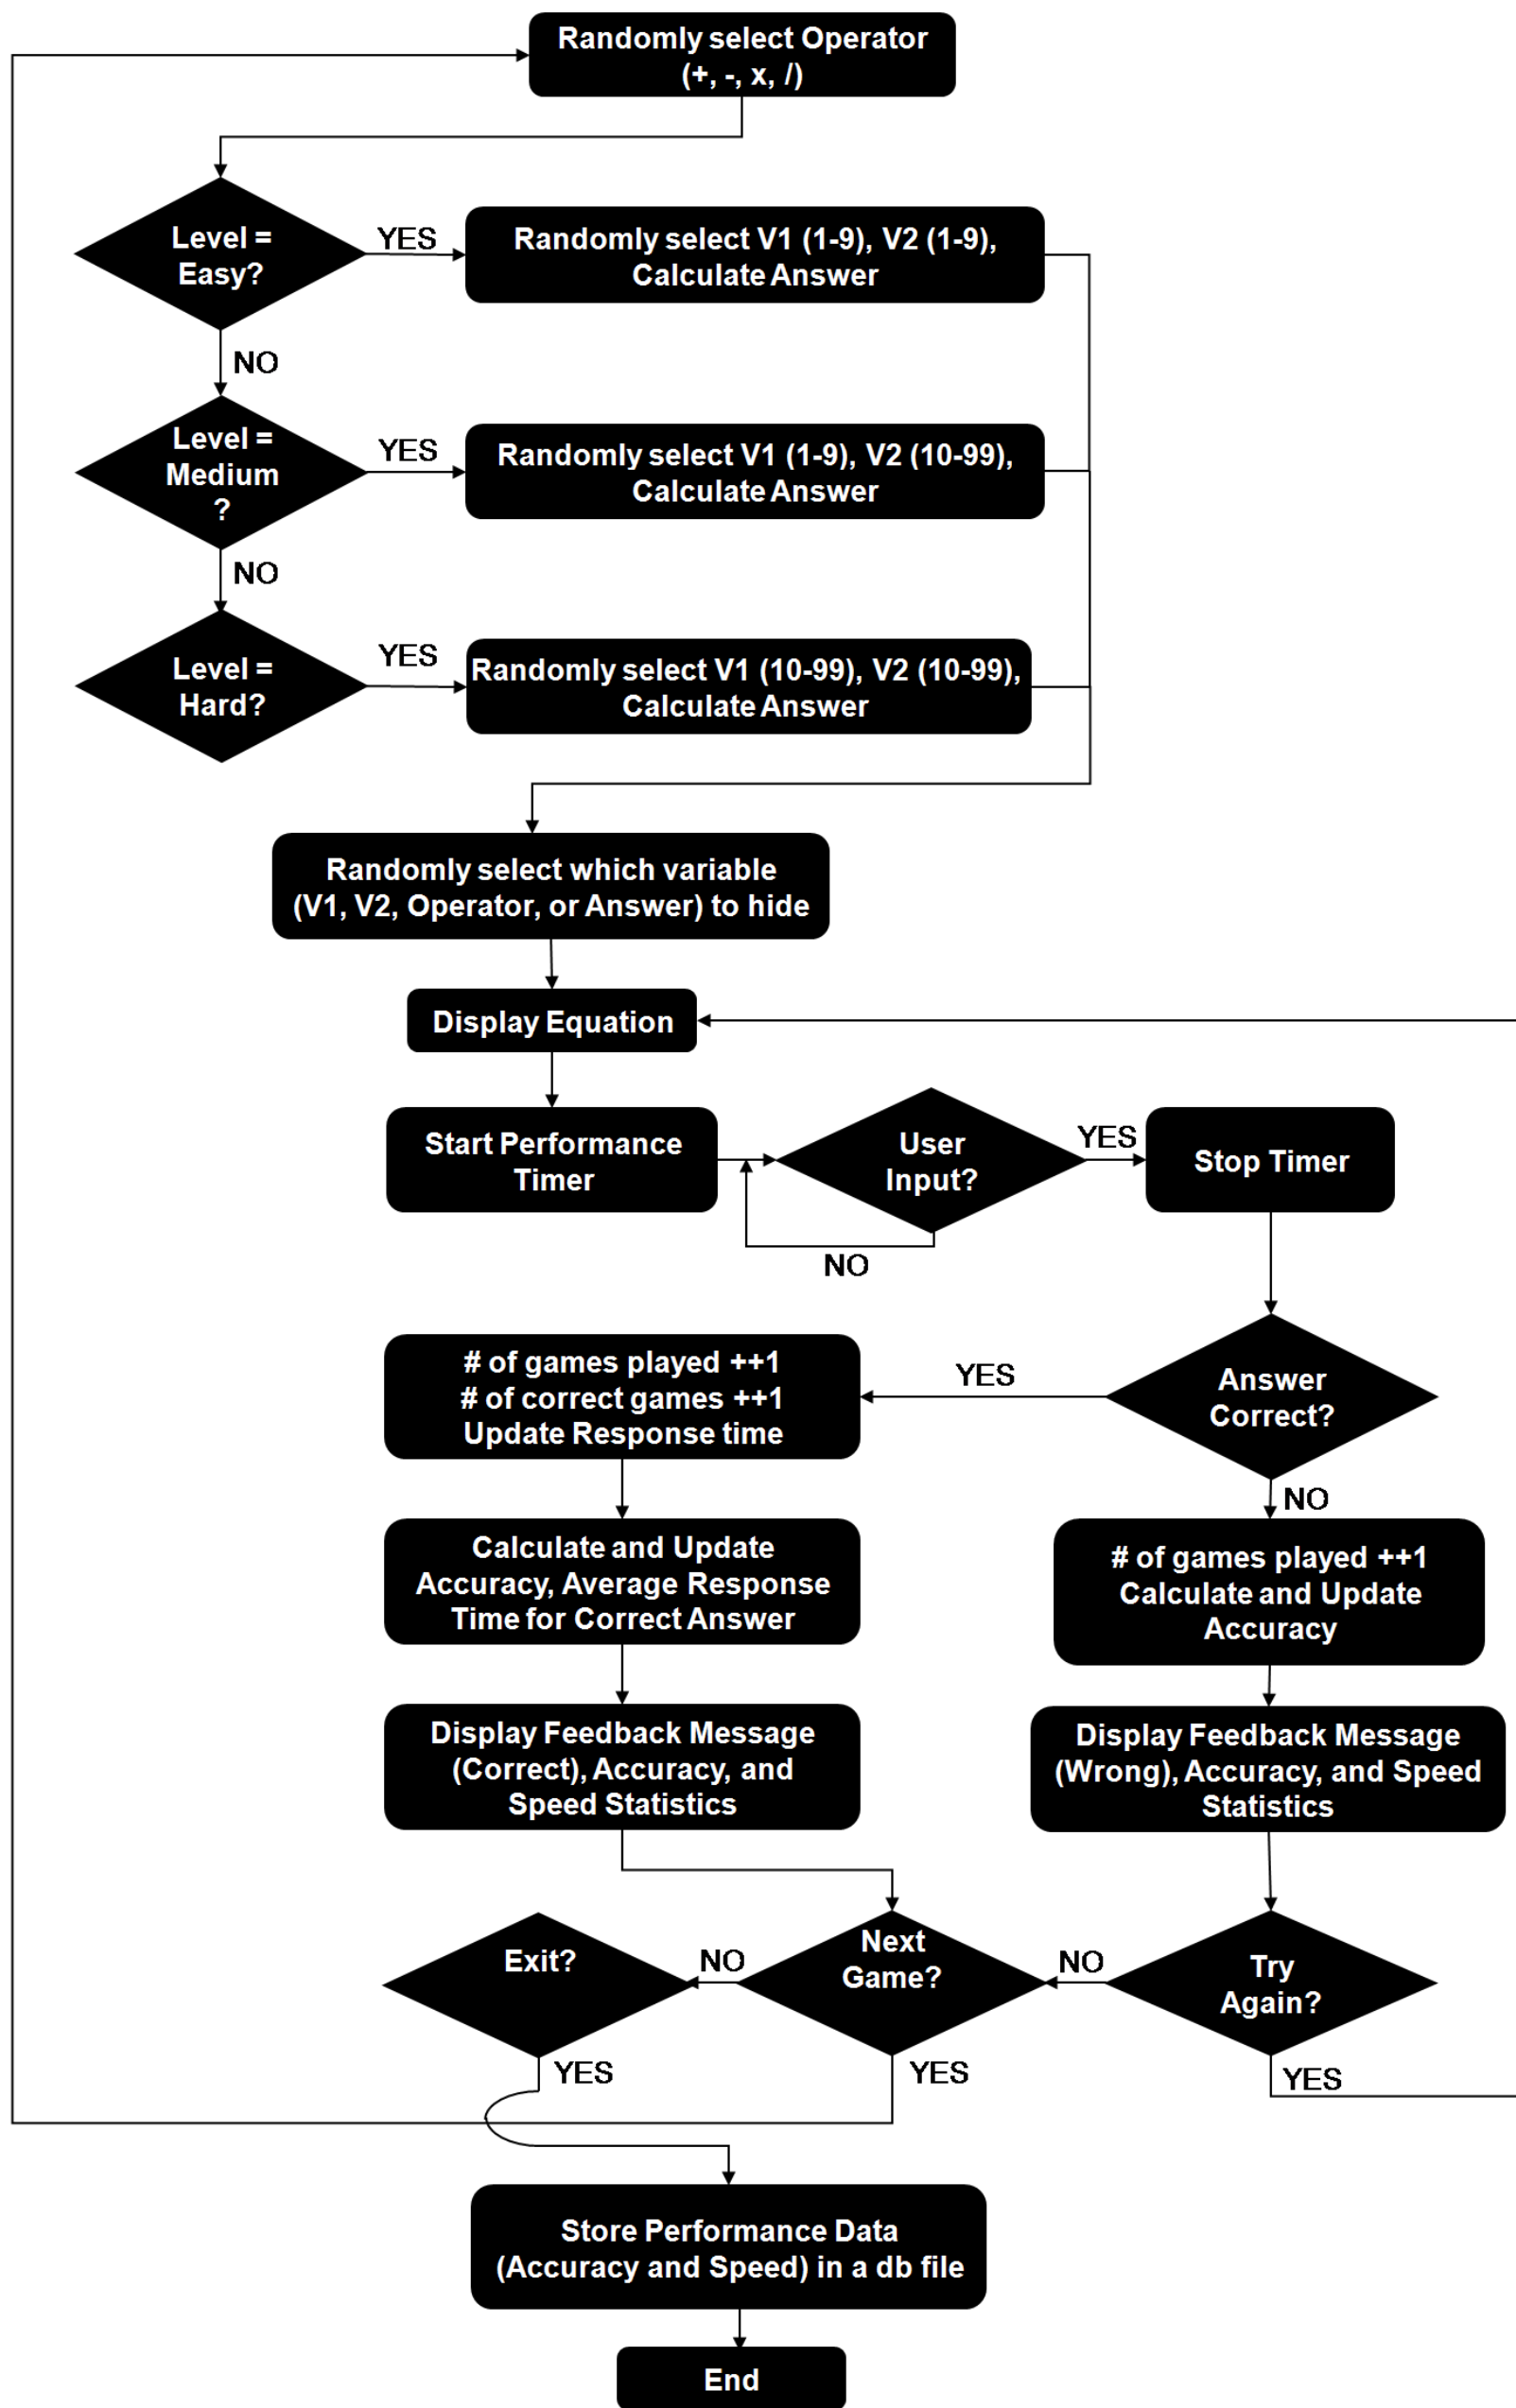 Randomly select Operator
(+, -, x, /)
Level =
Easy?
YES
Randomly select V1 (1-9), V2 (1-9),
Calculate Answer
NO
Level =
Medium
?
YES
Randomly select V1 (1-9), V2 (10-99),
Calculate Answer
NO
Level =
Hard?
YES
Randomly select V1 (10-99), V2 (10-99),
Calculate Answer
Randomly select which variable
(V1, V2, Operator, or Answer) to hide
Display Equation
Start Performance
Timer
User
Input?
YES
Stop Timer
NO
Answer
Correct?
YES
# of games played ++1
# of correct games ++1
Update Response time
NO
Calculate and Update
Accuracy, Average Response
Time for Correct Answer
# of games played ++1
Calculate and Update
Accuracy
Display Feedback Message
(Correct), Accuracy, and
Speed Statistics
Display Feedback Message
(Wrong), Accuracy, and Speed
Statistics
Exit?
NO
Next
Game?
NO
Try
Again?
YES
YES
YES
Store Performance Data
(Accuracy and Speed) in a db file
End